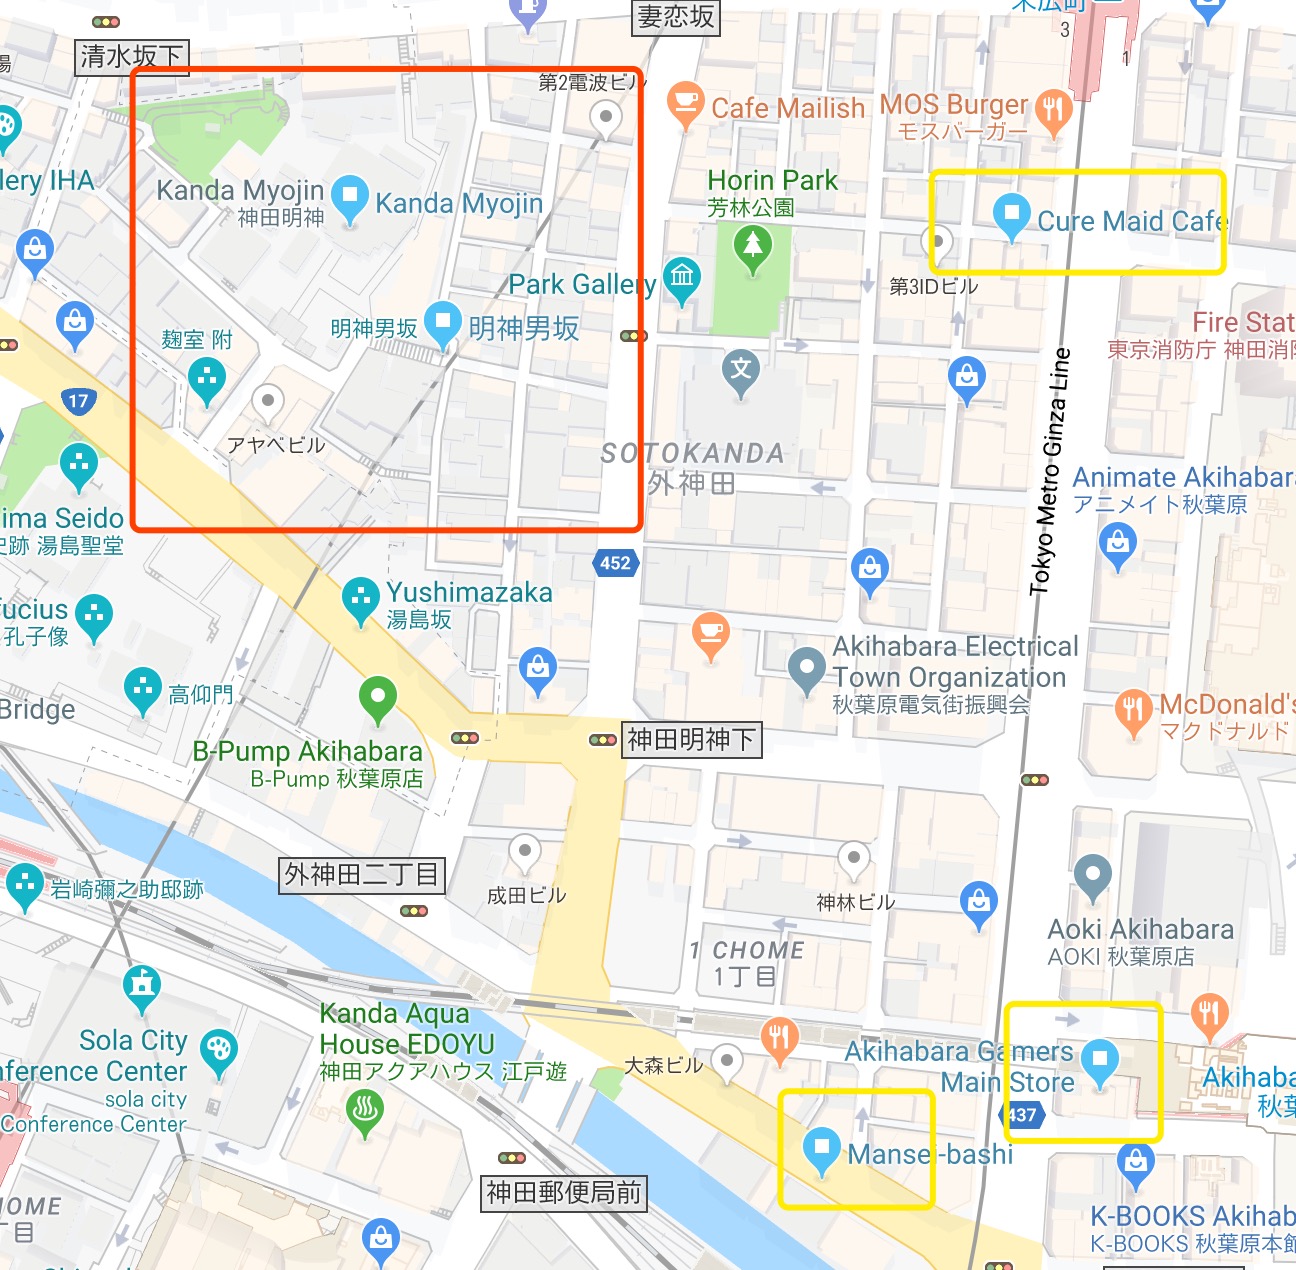 妻恋坂
清水坂下
3
1
第2電波ビル
Cafe Mailish
MOS Burger
モスバーガー
lery IHA
Kanda Myojin
神田明神
Kanda Myojin
Horin Park
芳林公園
Cure Maid Cafe
Park Gallery
第3IDビル
明神男坂
明神男坂
麹室 附
Fire Stat
東京消防庁 神田消防
17
アヤベビル
Tokyo Metro Ginza Line
SOTOKANDA
外神田
Animate Akihabara
アニメイト秋葉原
ima Seido
史跡 湯島聖堂
452
Yushimazaka
湯島坂
fucius
孔子像
Akihabara Electrical
Town Organization
秋葉原電気街振興会
高仰門
Bridge
McDonald's
マクドナルド
神田明神下
B-Pump Akihabara
B-Pump 秋葉原店
外神田二丁目
成田ビル
神林ビル
岩崎彌之助邸跡
1 CHOME
1丁目
Aoki Akihabara
AOKI 秋葉原店
Kanda Aqua
House EDOYU
神田アクアハウス 江戸遊
Sola City
nference Center
sola city
Conference Center
大森ビル
Akihabara Gamers
Main Store
Akihaba
秋葉
437
Mansei-bashi
神田郵便局前
HOME
丁目
K-BOOKS Akihab
K-BOOKS 秋葉原本館